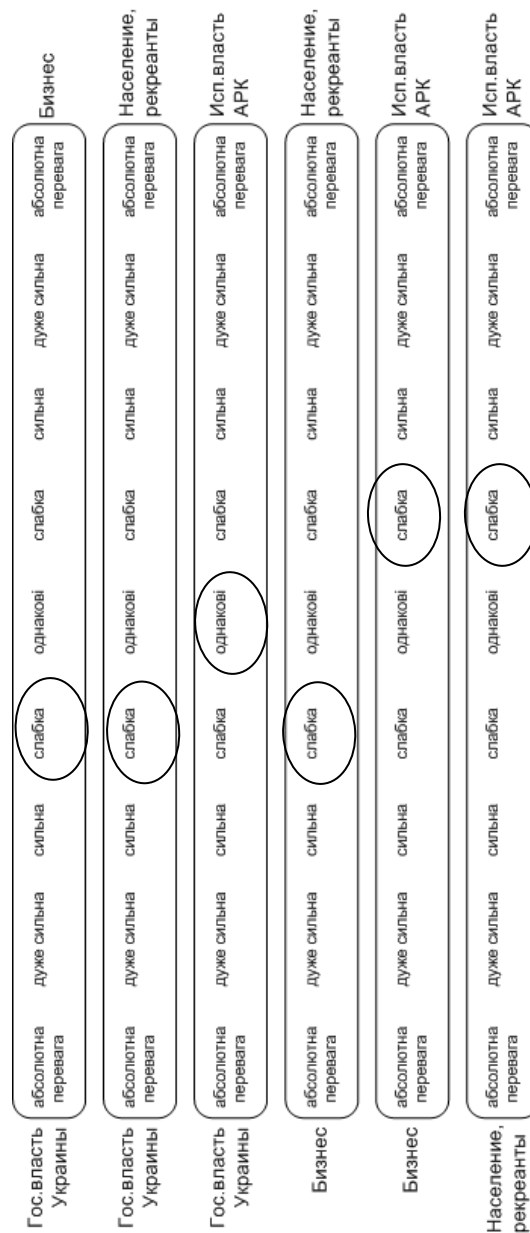 Гос.власть
Украины
абсолютна
перевага
дуже сильна
сильна
слабка
однакові
слабка
сильна
дуже сильна
абсолютна
перевага
Бизнес
Гос.власть
Украины
абсолютна
перевага
дуже сильна
сильна
слабка
однакові
слабка
сильна
дуже сильна
абсолютна
перевага
Население,
рекреанты
Гос.власть
Украины
абсолютна
перевага
дуже сильна
сильна
слабка
однакові
слабка
сильна
дуже сильна
абсолютна
перевага
Исп.власть
АРК
Бизнес
абсолютна
перевага
дуже сильна
сильна
слабка
однакові
слабка
сильна
дуже сильна
абсолютна
перевага
Население,
рекреанты
Бизнес
абсолютна
перевага
дуже сильна
сильна
слабка
однакові
слабка
сильна
дуже сильна
абсолютна
перевага
Исп.власть
АРК
Население,
рекреанты
абсолютна
перевага
дуже сильна
сильна
слабка
однакові
слабка
сильна
дуже сильна
абсолютна
перевага
Исп.власть
АРК